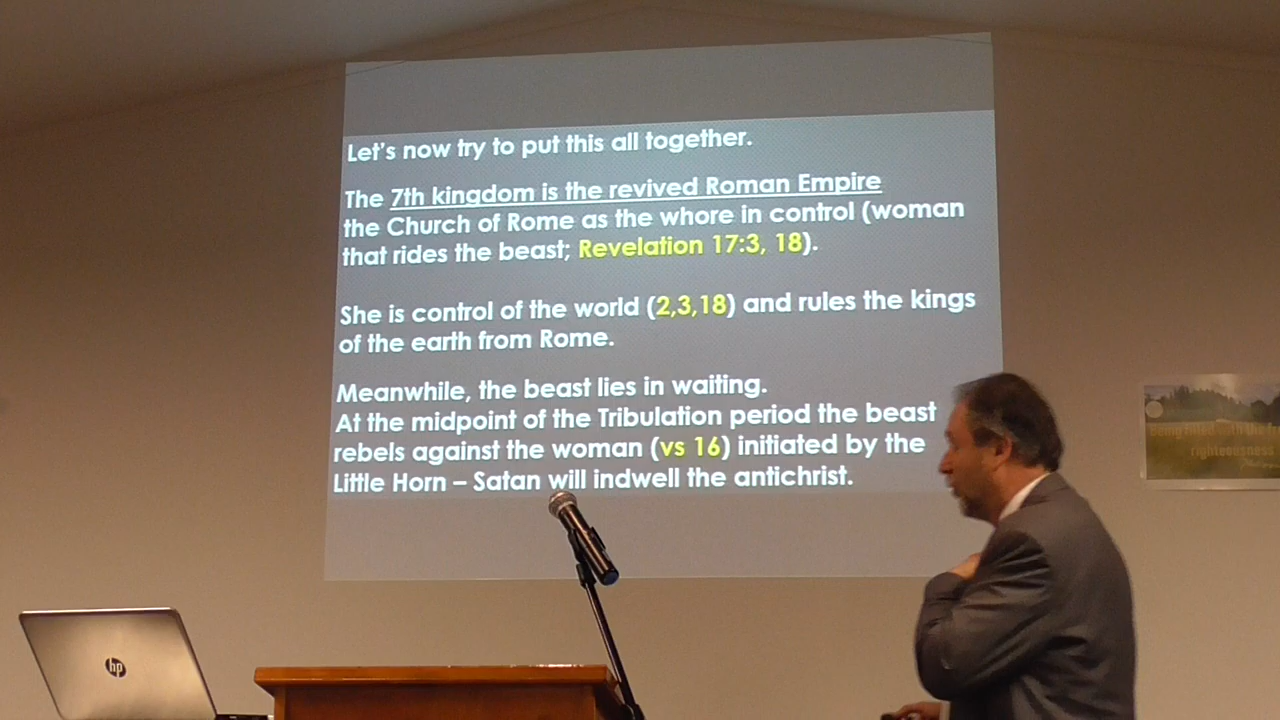 Let's now try to put this all together.
The 7th kingdom is the revived Roman Empire
the Church of Rome as the whore in control (woman
that rides the beast; Revelation 17:3, 18).
She is control of the world (2,3,18) and rules the kings
of the earth from Rome.
Meanwhile, the beast lies in waiting.
At the midpoint of the Tribulation period the beast
rebels against the woman (vs 16) initiated by the
Little Horn – Satan will indwell the antichrist.
hp
righteousness